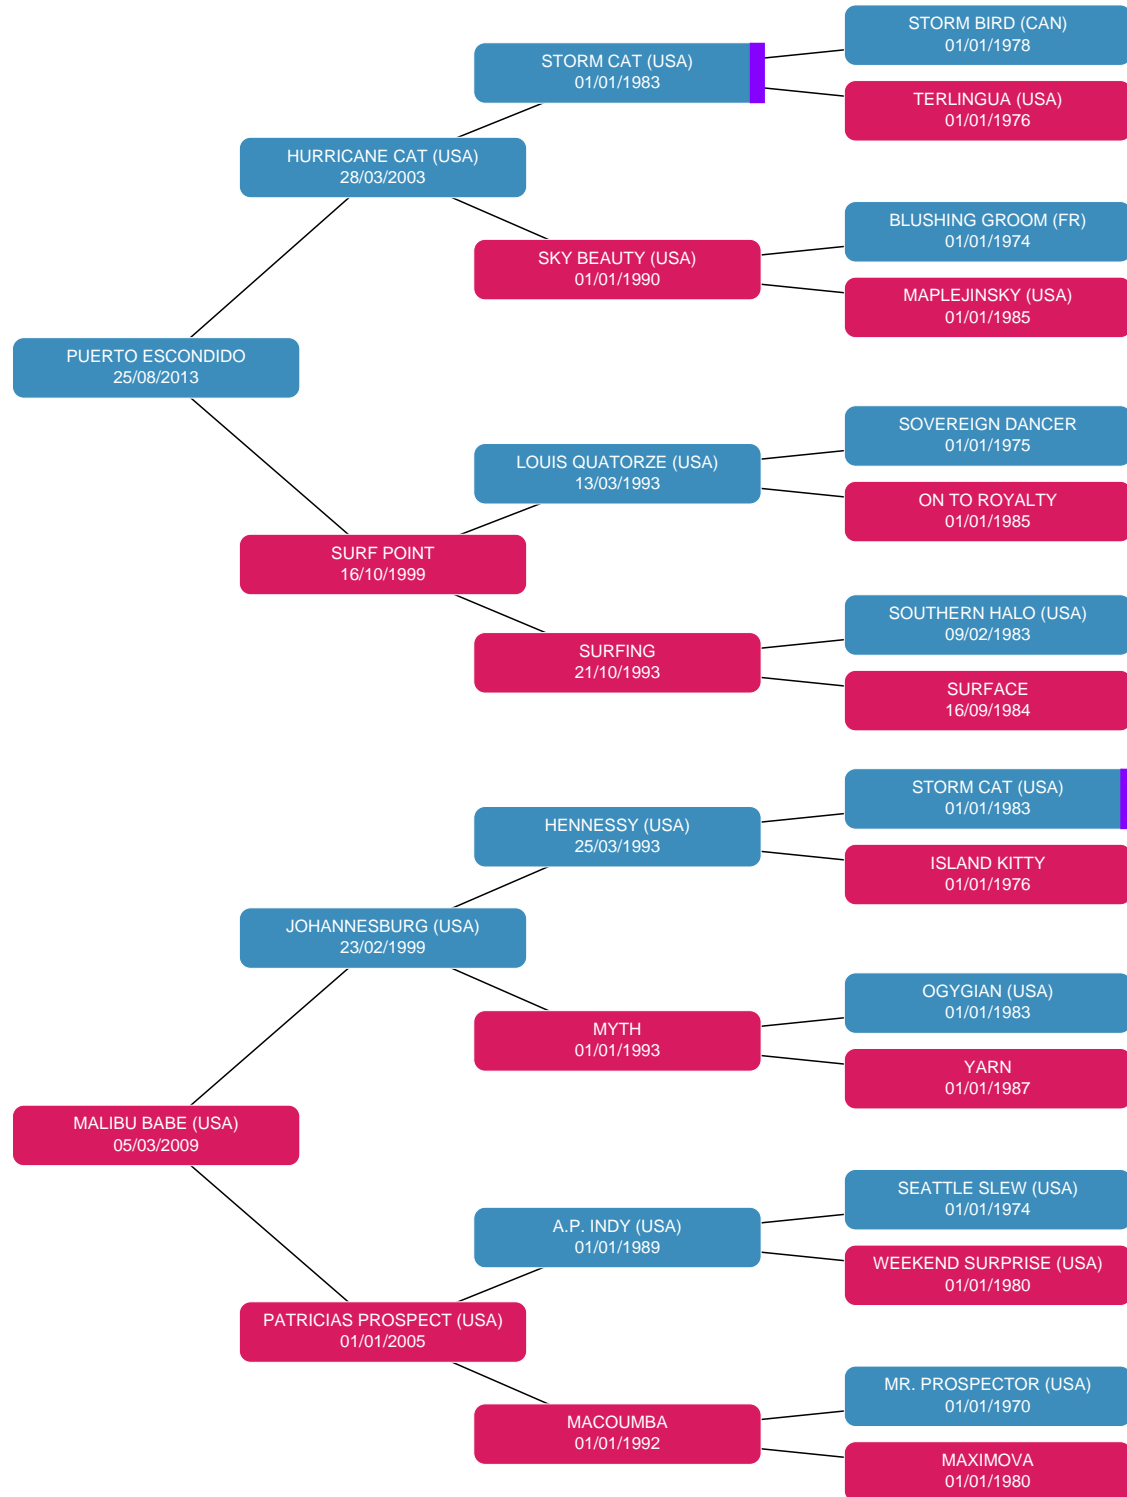 STORM BIRD (CAN)
01/01/1978
STORM CAT (USA)
01/01/1983
TERLINGUA (USA)
01/01/1976
HURRICANE CAT (USA)
28/03/2003
BLUSHING GROOM (FR)
01/01/1974
SKY BEAUTY (USA)
01/01/1990
MAPLEJINSKY (USA)
01/01/1985
PUERTO ESCONDIDO
25/08/2013
SOVEREIGN DANCER
01/01/1975
LOUIS QUATORZE (USA)
13/03/1993
ON TO ROYALTY
01/01/1985
SURF POINT
16/10/1999
SOUTHERN HALO (USA)
09/02/1983
SURFING
21/10/1993
SURFACE
16/09/1984
STORM CAT (USA)
01/01/1983
HENNESSY (USA)
25/03/1993
ISLAND KITTY
01/01/1976
JOHANNESBURG (USA)
23/02/1999
OGYGIAN (USA)
01/01/1983
MYTH
01/01/1993
YARN
01/01/1987
MALIBU BABE (USA)
05/03/2009
SEATTLE SLEW (USA)
01/01/1974
A.P. INDY (USA)
01/01/1989
WEEKEND SURPRISE (USA)
01/01/1980
PATRICIAS PROSPECT (USA)
01/01/2005
MR. PROSPECTOR (USA)
01/01/1970
MACOUMBA
01/01/1992
MAXIMOVA
01/01/1980